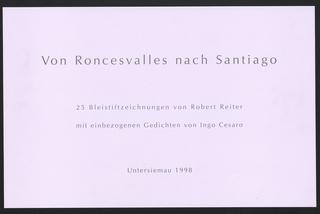 Von Roncesvalles nach Santiago
25 Bleistiftzeichnungen von Robert Reiter
mit einbezogenen Gedichten von Ingo Cesaro
Untersiemau 1998